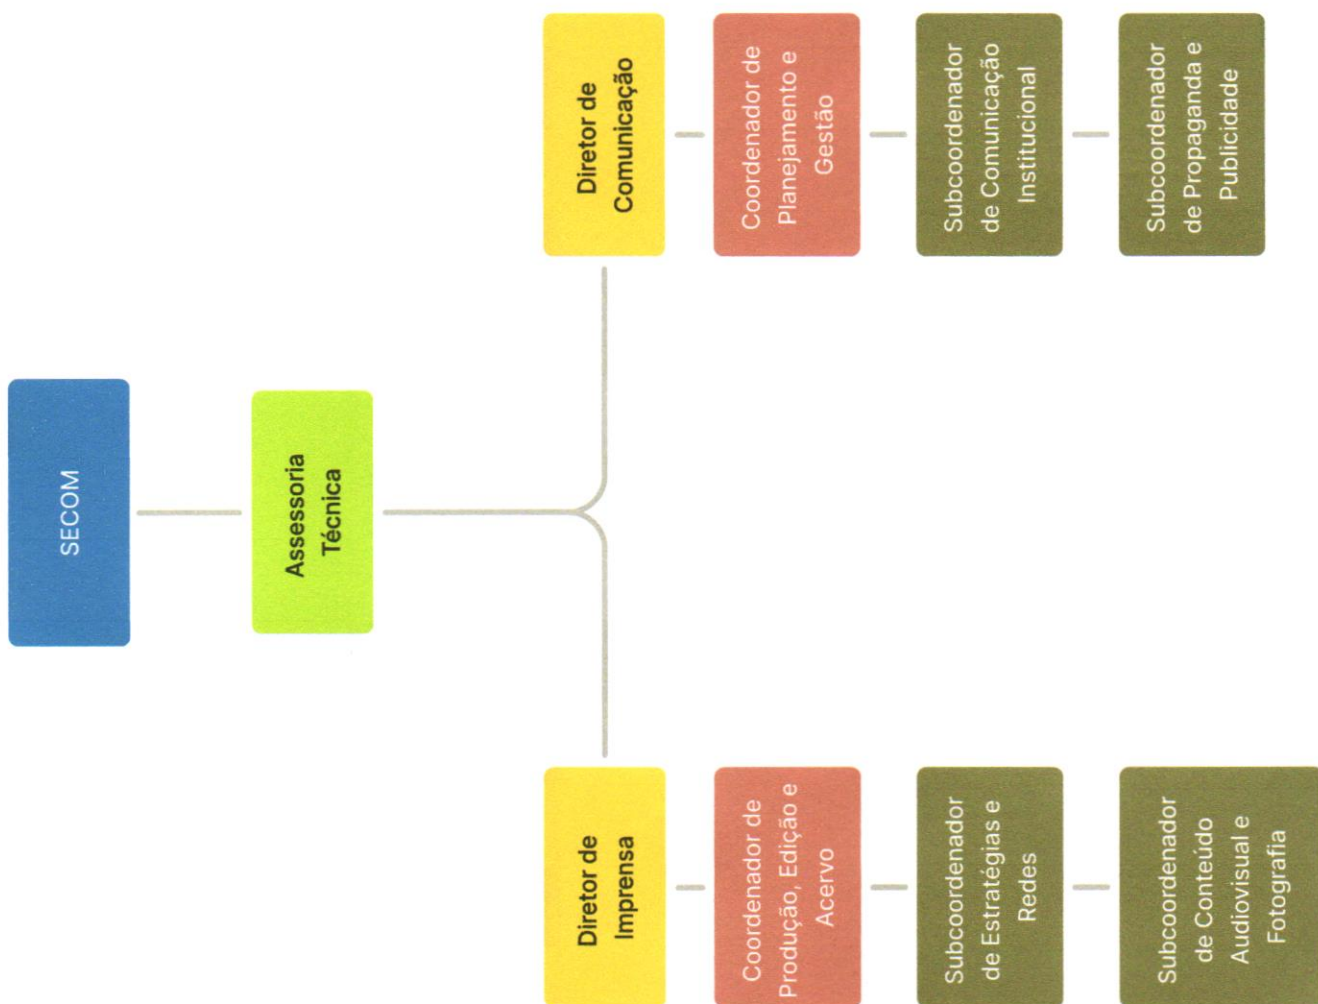 SECOM
Assessoria
Técnica
Diretor de
Imprensa
Coordenador de
Produção, Edição e
Acervo
Subcoordenador
de Estratégias e
Redes
Subcoordenador
de Conteúdo
Audiovisual e
Fotografia
Diretor de
Comunicação
Coordenador de
Planejamento e
Gestão
Subcoordenador
de Comunicação
Institucional
Subcoordenador
de Propaganda e
Publicidade